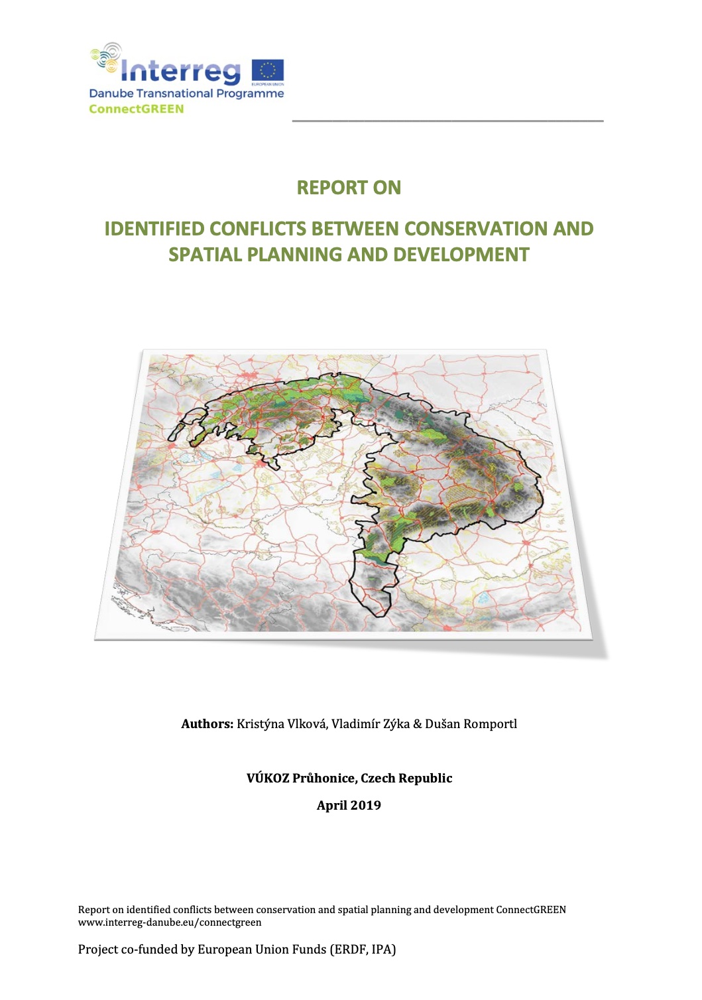 Interreg
EUROPEAN UNION
Danube Transnational Programme
ConnectGREEN
REPORT ON
IDENTIFIED CONFLICTS BETWEEN CONSERVATION AND
SPATIAL PLANNING AND DEVELOPMENT
Authors: Kristýna Vlková, Vladimír Zýka & Dušan Romportl
VÚKOZ Průhonice, Czech Republic
April 2019
Report on identified conflicts between conservation and spatial planning and development ConnectGREEN
www.interreg-danube.eu/connectgreen
Project co-funded by European Union Funds (ERDF, IPA)